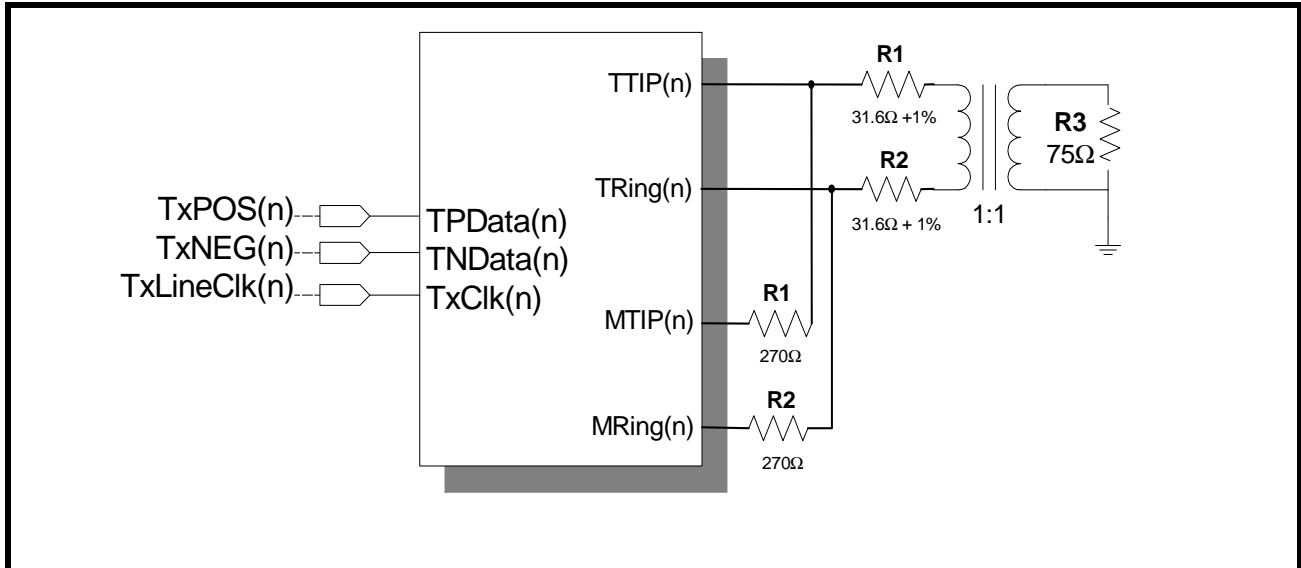 R1
TTIP(n)
31.6Ω +1%
R3
75Ω
R2
TRing(n)
31.6Ω + 1%
1:1
TxPOS(n)
TPData(n)
TxNEG(n)
TNData(n)
TxLineClk(n)
TxClk(n)
R1
MTIP(n)
270Ω
R2
MRing(n)
270Ω